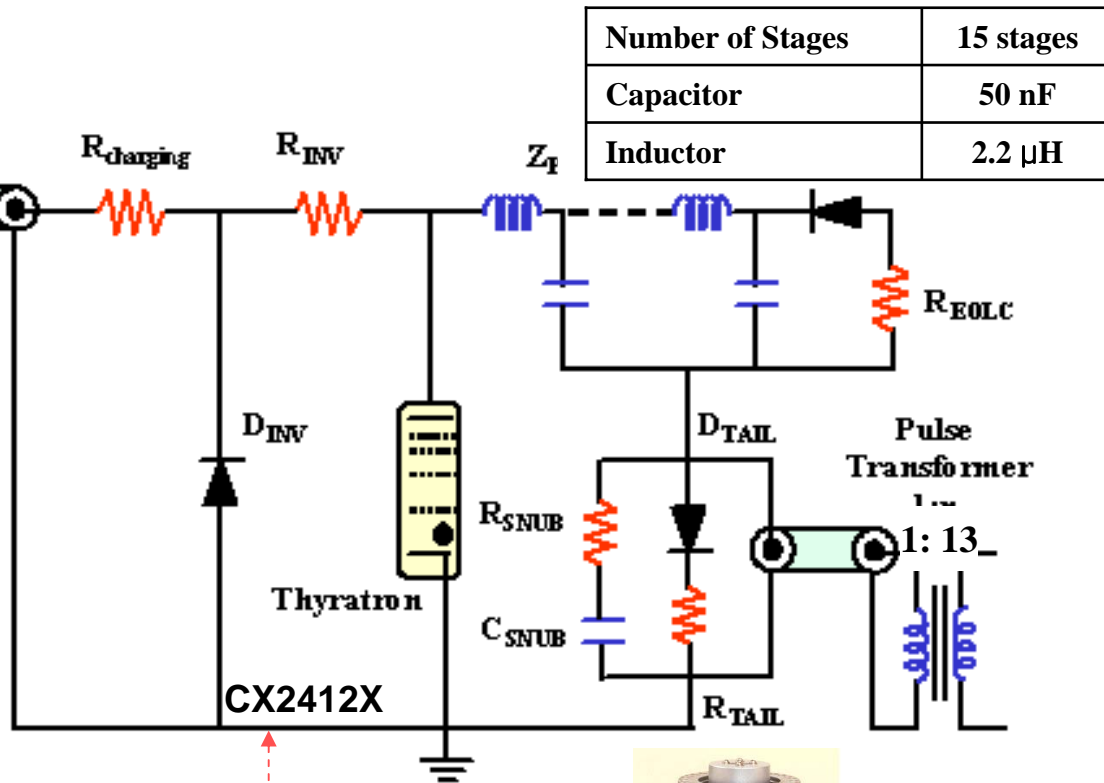 Number of Stages 15 stages
Capacitor 50 nF
Inductor 2.2 μH
Rcharging
RINV
REOLC
DINV
DTAIL
Pulse
Transformer
1: 13
RSNUB
Thyratron
CSNUB
CX2412X
RTAIL